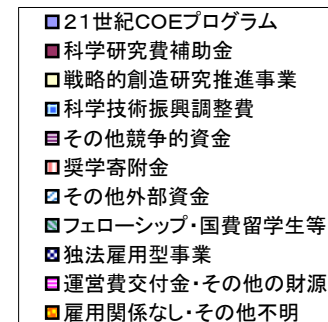 21世紀COEプログラム
科学研究費補助金
戦略的創造研究推進事業
科学技術振興調整費
その他競争的資金
奨学寄附金
その他外部資金
フェローシップ・国費留学生等
独法雇用型事業
運営費交付金・その他の財源
雇用関係なし・その他不明